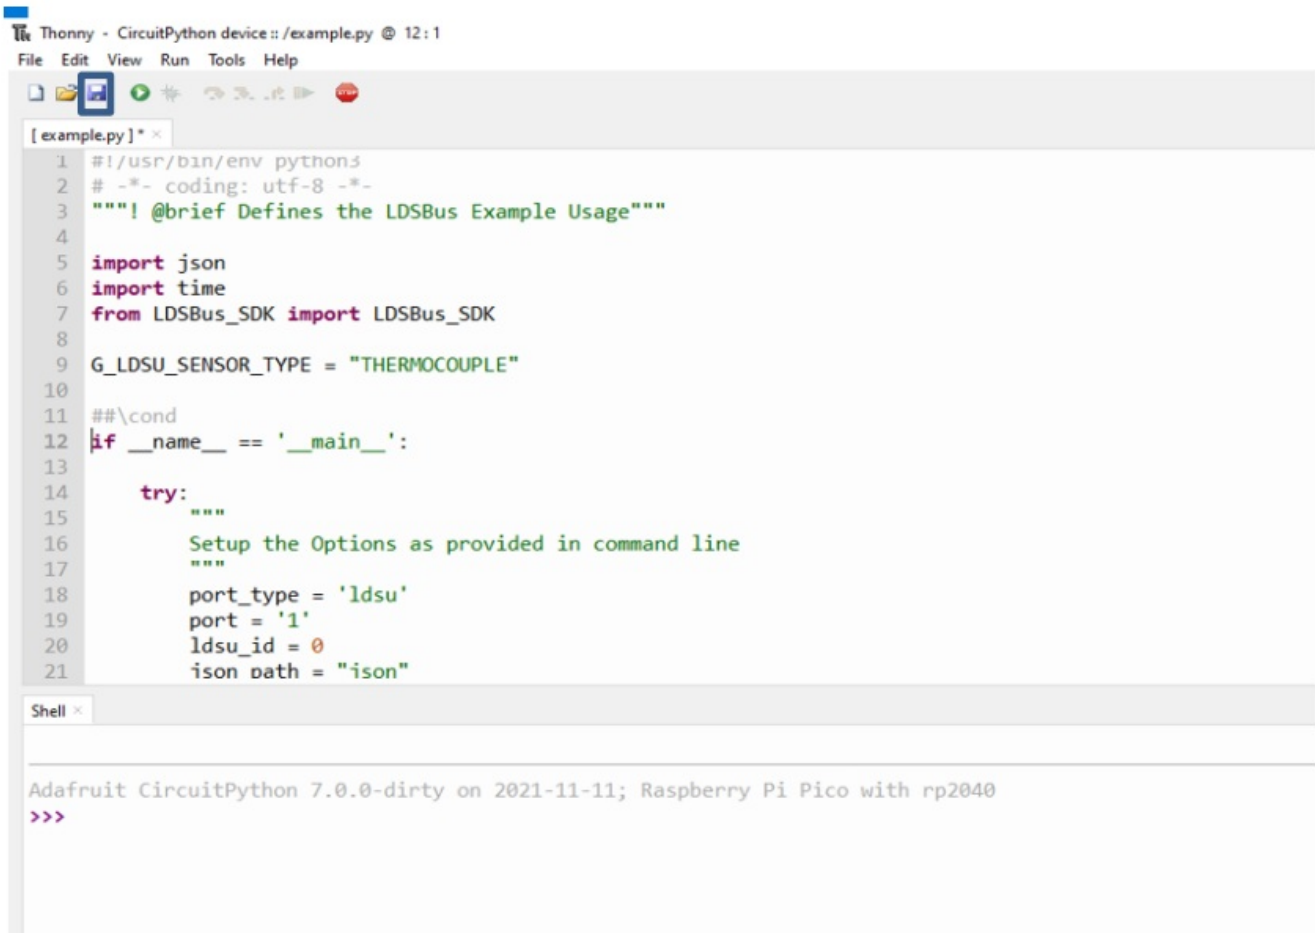 Thonny - CircuitPython device :: /example.py @ 12 : 1
File Edit View Run Tools Help
STOP
[ example.py ] * ×
1 #!/usr/bin/env python3
2 # -*- coding: utf-8 -*-
3 """! @brief Defines the LDSBus Example Usage"""
4
5 import json
6 import time
7 from LDSBus_SDK import LDSBus_SDK
8
9 G_LDSU_SENSOR_TYPE = "THERMOCOUPLE"
10
11 ##\cond
12 if __name__ == '__main__':
13
14     try:
15         """
16         Setup the Options as provided in command line
17         """
18         port_type = 'ldsu'
19         port = '1'
20         ldsu_id = 0
21         json_path = "json"
Shell ×
Adafruit CircuitPython 7.0.0-dirty on 2021-11-11; Raspberry Pi Pico with rp2040
>>>